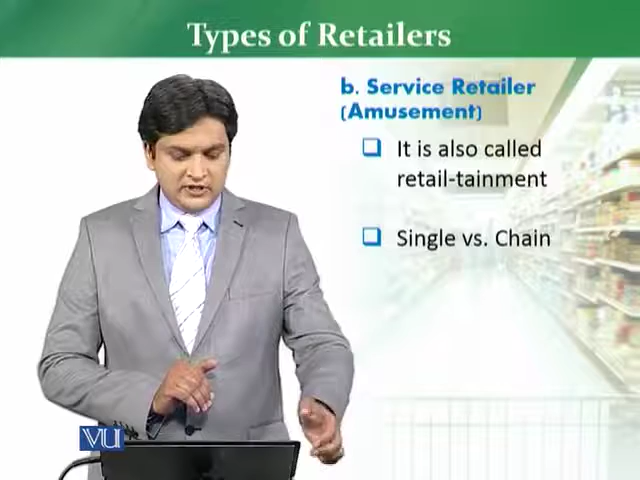 Types of Retailers
b. Service Retailer
(Amusement)
❑ It is also called
retail-tainment
❑ Single vs. Chain
VU